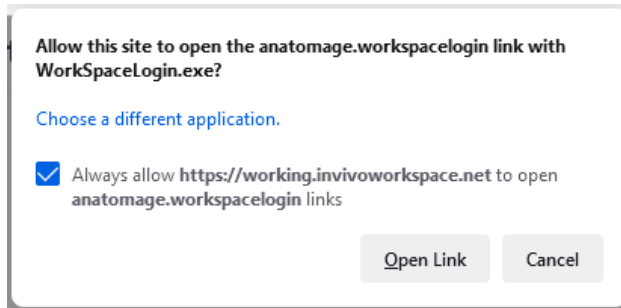 Allow this site to open the anatomage.workspacelogin link with
WorkSpaceLogin.exe?
Choose a different application.
Always allow https://working.invivoworkspace.net to open
anatomage.workspacelogin links
Open Link
Cancel